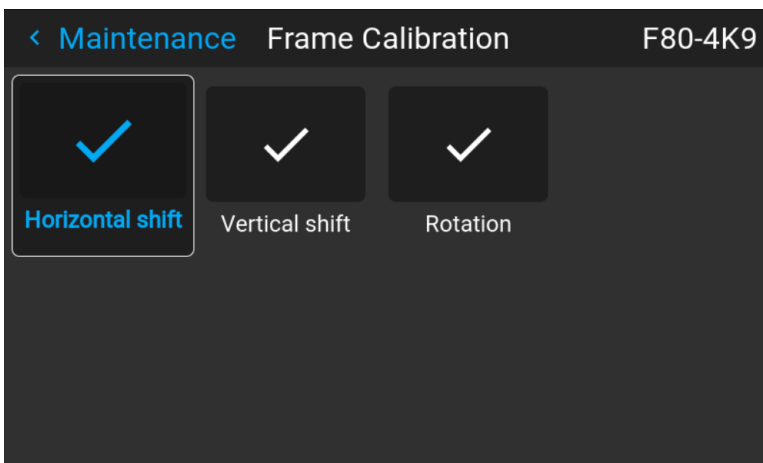 Maintenance Frame Calibration F80-4K9
Horizontal shift Vertical shift Rotation